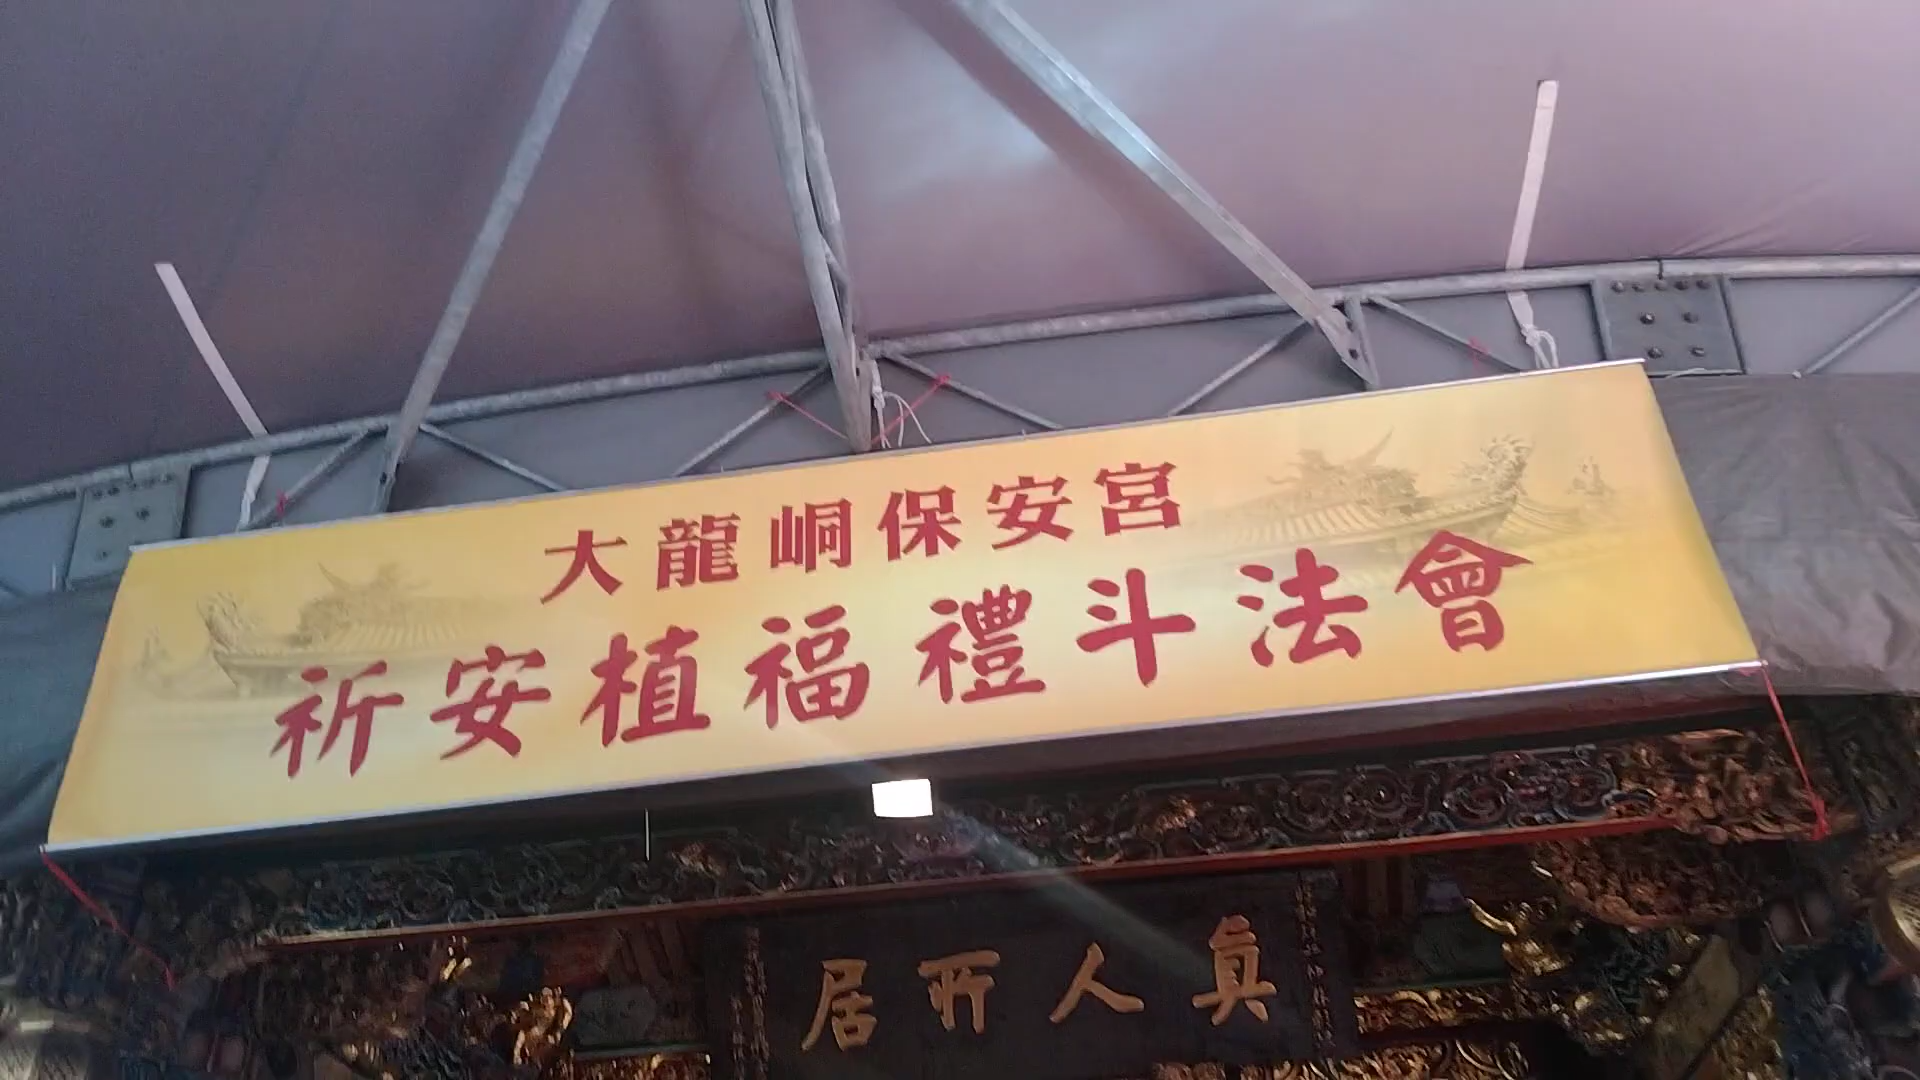 大龍峒保安宮
祈安植福禮斗法會
真人所居